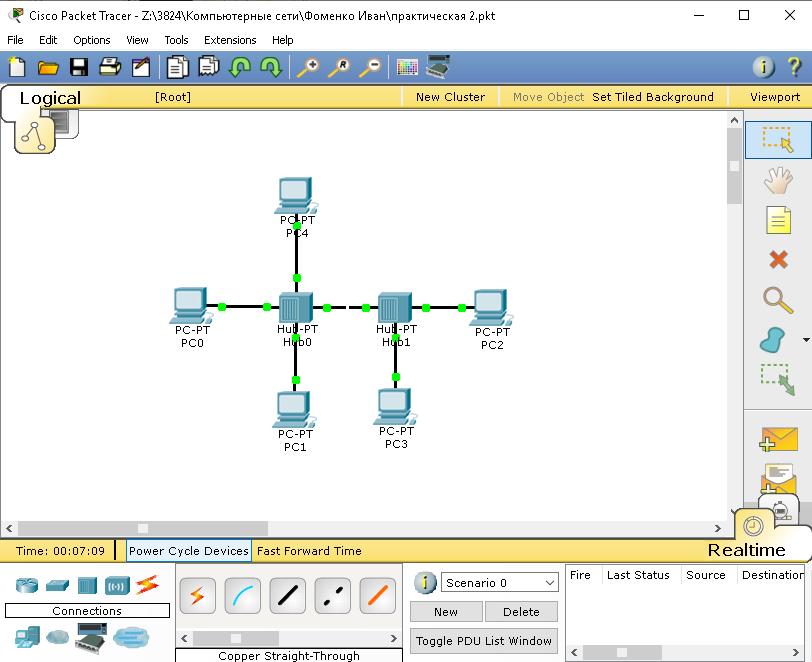 Cisco Packet Tracer - Z:\3824\Компьютерные сети\Фоменко Иван\практическая 2.pkt
File Edit Options View Tools Extensions Help
Logical [Root] New Cluster Move Object Set Tiled Background Viewport
PC-PT
PC4
PC-PT
PC0
Hub-PT
Hub0
Hub-PT
Hub1
PC-PT
PC2
PC-PT
PC1
PC-PT
PC3
Time: 00:07:09 Power Cycle Devices Fast Forward Time Realtime
Connections
Copper Straight-Through
Scenario 0
New Delete
Toggle PDU List Window
Fire Last Status Source Destination